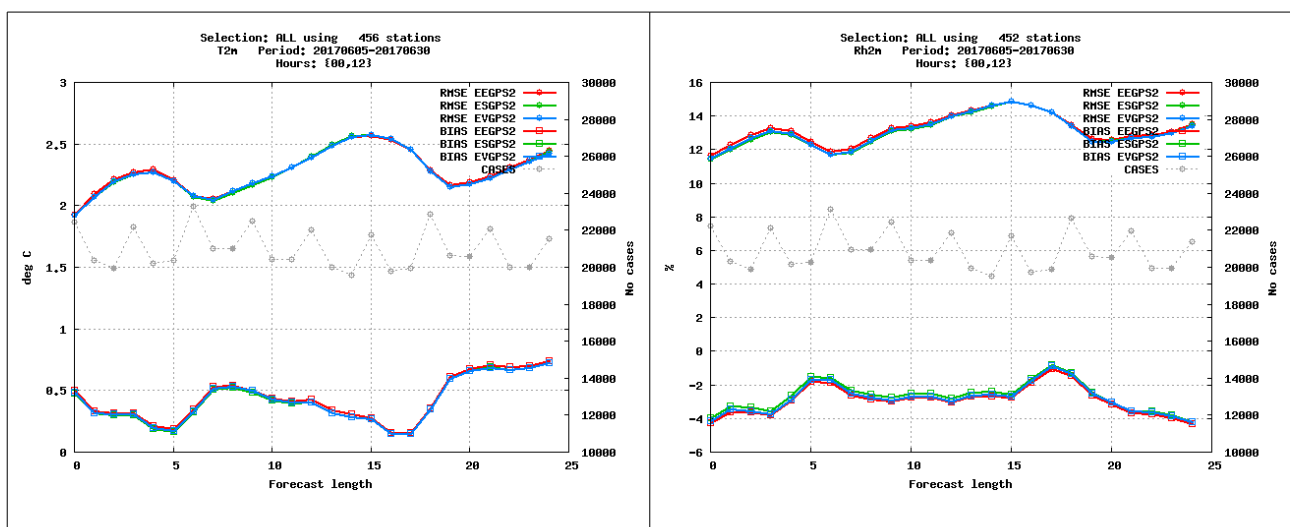 Selection: ALL using 456 stations
T2m Period: 20170605-20170630
Hours: {00,12}
3
2.5
2
1.5
1
0.5
0
30000
28000
26000
24000
22000
20000
18000
16000
14000
12000
10000
RMSE EEGPS2
RMSE ESGPS2
RMSE EVGPS2
BIAS EEGPS2
BIAS ESGPS2
BIAS EVGPS2
CASES
deg C
No cases
0 5 10 15 20 25
Forecast length
Selection: ALL using 452 stations
Rh2m Period: 20170605-20170630
Hours: {00,12}
16
14
12
10
8
6
4
2
0
-2
-4
-6
30000
28000
26000
24000
22000
20000
18000
16000
14000
12000
10000
RMSE EEGPS2
RMSE ESGPS2
RMSE EVGPS2
BIAS EEGPS2
BIAS ESGPS2
BIAS EVGPS2
CASES
%
No cases
0 5 10 15 20 25
Forecast length